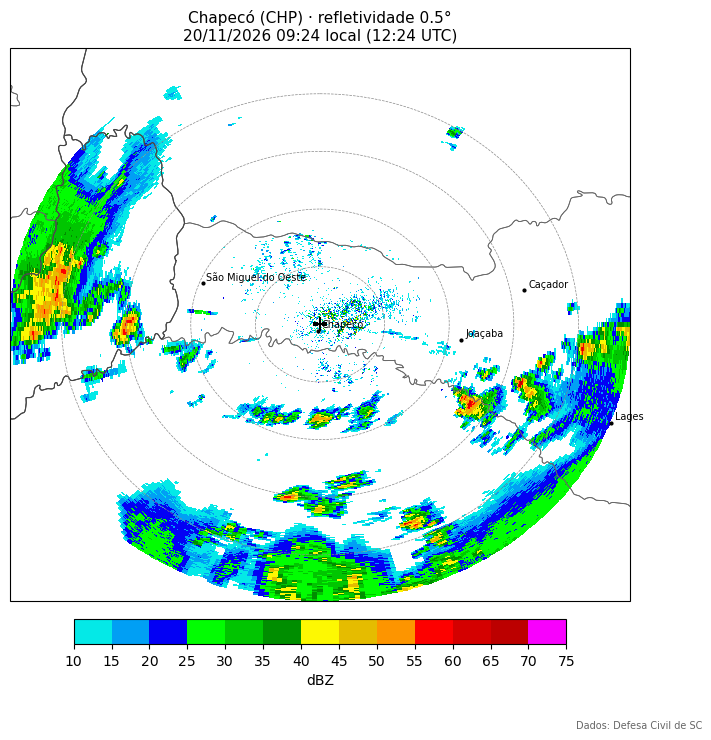 Chapecó (CHP) · refletividade 0.5°
20/11/2026 09:24 local (12:24 UTC)
São Miguel do Oeste
Caçador
Chapecó
Joaçaba
Lages
10 15 20 25 30 35 40 45 50 55 60 65 70 75
dBZ
Dados: Defesa Civil de SC